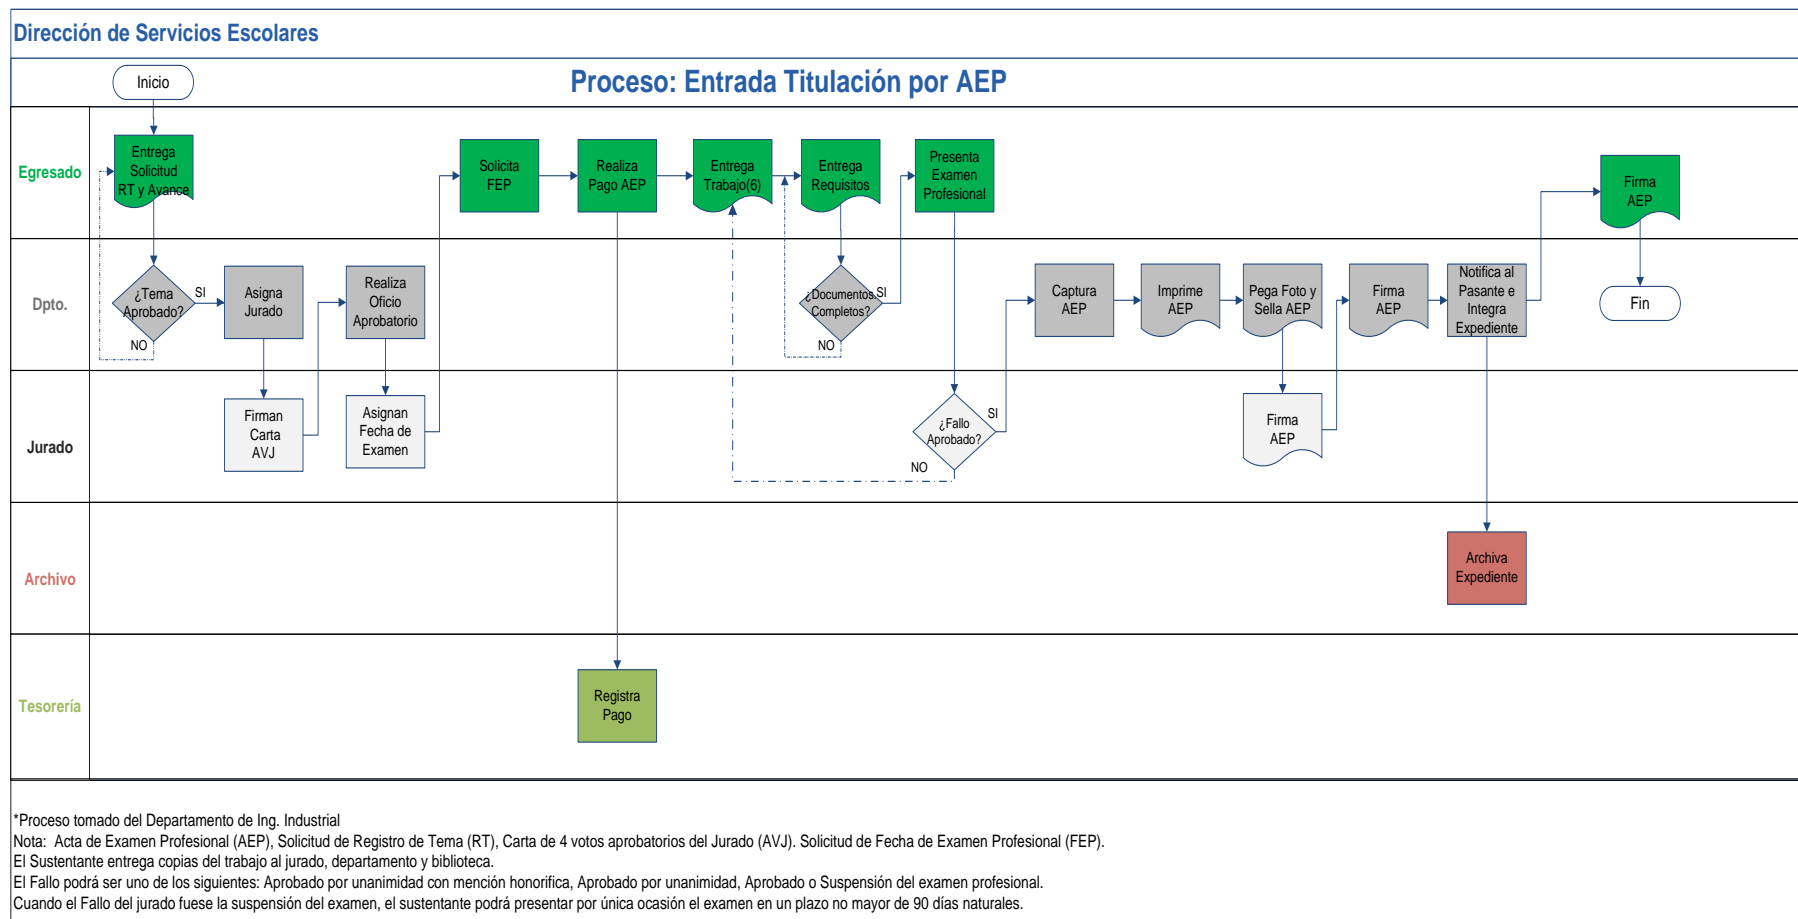 Dirección de Servicios Escolares
Inicio
Proceso: Entrada Titulación por AEP
Egresado
Entrega
Solicitud
RT y Avance
Solicita
FEP
Realiza
Pago AEP
Entrega
Trabajo(6)
Entrega
Requisitos
Presenta
Examen
Profesional
Firma
AEP
Dpto.
¿Tema
Aprobado?
SI
NO
Asigna
Jurado
Realiza
Oficio
Aprobatorio
¿Documentos
Completos?
SI
NO
Captura
AEP
Imprime
AEP
Pega Foto y
Sella AEP
Firma
AEP
Notifica al
Pasante e
Integra
Expediente
Fin
Jurado
Firman
Carta
AVJ
Asignan
Fecha de
Examen
¿Fallo
Aprobado?
SI
NO
Firma
AEP
Archivo
Archiva
Expediente
Tesorería
Registra
Pago
*Proceso tomado del Departamento de Ing. Industrial
Nota: Acta de Examen Profesional (AEP), Solicitud de Registro de Tema (RT), Carta de 4 votos aprobatorios del Jurado (AVJ). Solicitud de Fecha de Examen Profesional (FEP).
El Sustentante entrega copias del trabajo al jurado, departamento y biblioteca.
El Fallo podrá ser uno de los siguientes: Aprobado por unanimidad con mención honorifica, Aprobado por unanimidad, Aprobado o Suspensión del examen profesional.
Cuando el Fallo del jurado fuese la suspensión del examen, el sustentante podrá presentar por única ocasión el examen en un plazo no mayor de 90 días naturales.